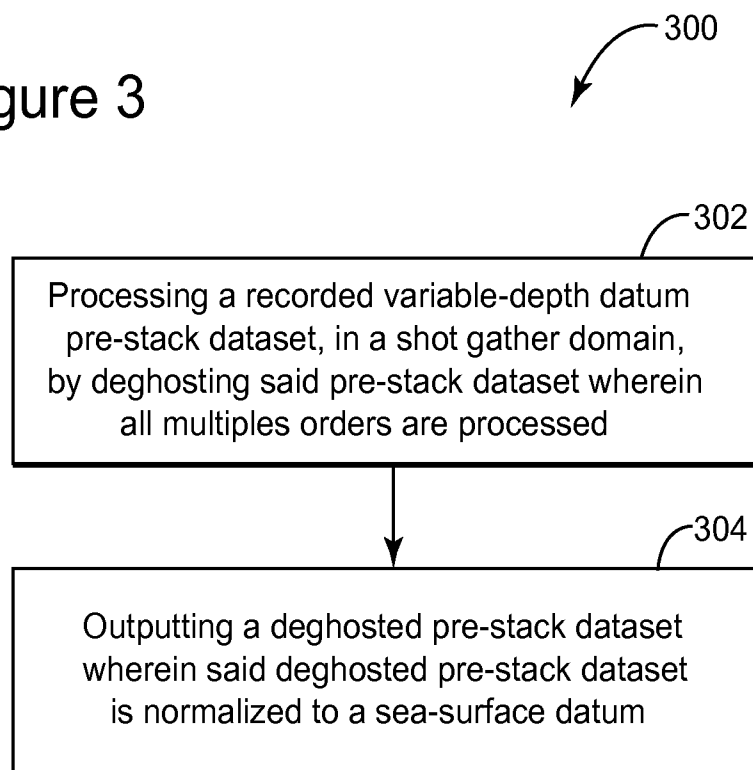 gure 3
300
302
Processing a recorded variable-depth datum
pre-stack dataset, in a shot gather domain,
by deghosting said pre-stack dataset wherein
all multiples orders are processed
304
Outputting a deghosted pre-stack dataset
wherein said deghosted pre-stack dataset
is normalized to a sea-surface datum